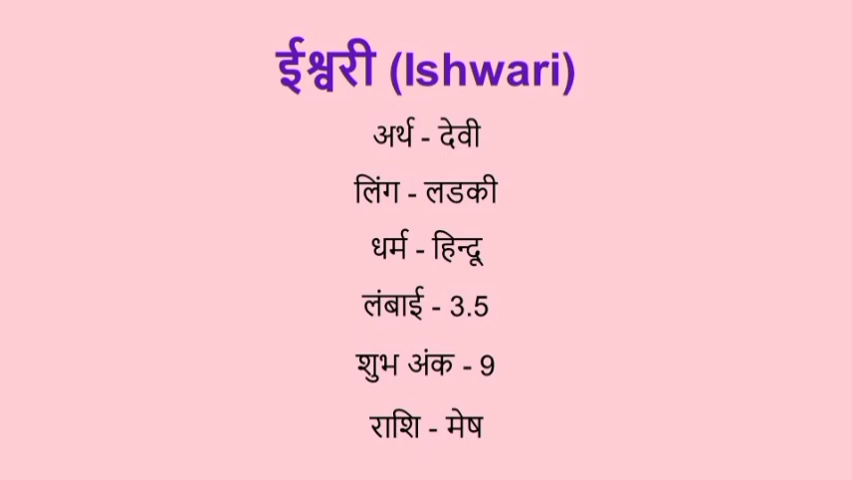 ईश्वरी (Ishwari)
अर्थ - देवी
लिंग - लडकी
धर्म - हिन्दू
लंबाई - 3.5
शुभ अंक - 9
राशि - मेष